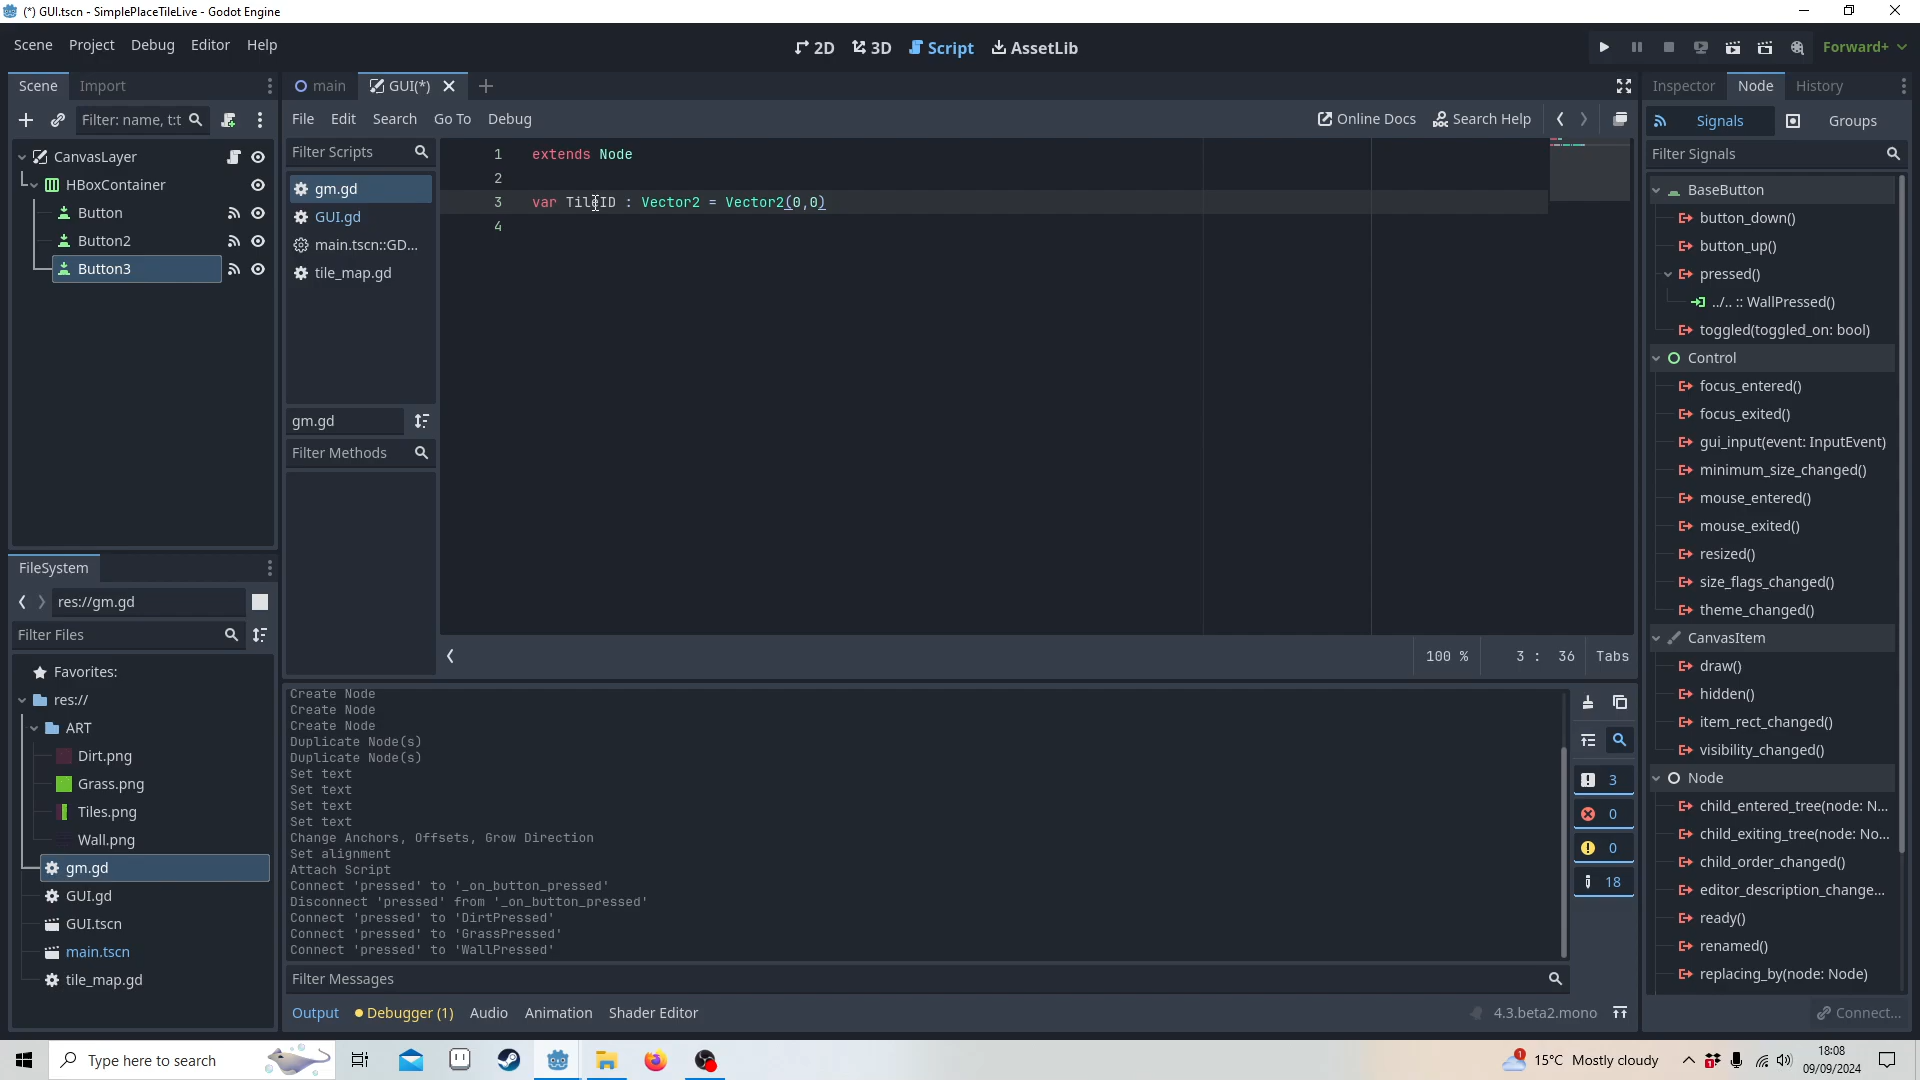 (*) GUI.tscn - SimplePlaceTileLive - Godot Engine
Scene Project Debug Editor Help
2D 3D Script AssetLib
Forward+
Scene Import
main GUI(*)
Inspector Node History
Filter: name, t:t
File Edit Search Go To Debug
Online Docs Search Help
Signals Groups
CanvasLayer
HBoxContainer
Button
Button2
Button3
Filter Scripts
gm.gd
GUI.gd
main.tscn::GD...
tile_map.gd
gm.gd
Filter Methods
1 extends Node
2
3 var TileID : Vector2 = Vector2(0,0)
4
100 % 3 : 36 Tabs
Filter Signals
BaseButton
button_down()
button_up()
pressed()
../.. :: WallPressed()
toggled(toggled_on: bool)
Control
focus_entered()
focus_exited()
gui_input(event: InputEvent)
minimum_size_changed()
mouse_entered()
mouse_exited()
resized()
size_flags_changed()
theme_changed()
CanvasItem
draw()
hidden()
item_rect_changed()
visibility_changed()
Node
child_entered_tree(node: N...
child_exiting_tree(node: No...
child_order_changed()
editor_description_change...
ready()
renamed()
replacing_by(node: Node)
Connect...
FileSystem
res://gm.gd
Filter Files
Favorites:
res://
ART
Dirt.png
Grass.png
Tiles.png
Wall.png
gm.gd
GUI.gd
GUI.tscn
main.tscn
tile_map.gd
Create Node
Create Node
Create Node
Duplicate Node(s)
Duplicate Node(s)
Set text
Set text
Set text
Set text
Change Anchors, Offsets, Grow Direction
Set alignment
Attach Script
Connect 'pressed' to '_on_button_pressed'
Disconnect 'pressed' from '_on_button_pressed'
Connect 'pressed' to 'DirtPressed'
Connect 'pressed' to 'GrassPressed'
Connect 'pressed' to 'WallPressed'
3
0
0
18
Filter Messages
Output Debugger (1) Audio Animation Shader Editor
4.3.beta2.mono
Type here to search
1
15°C Mostly cloudy
18:08
09/09/2024